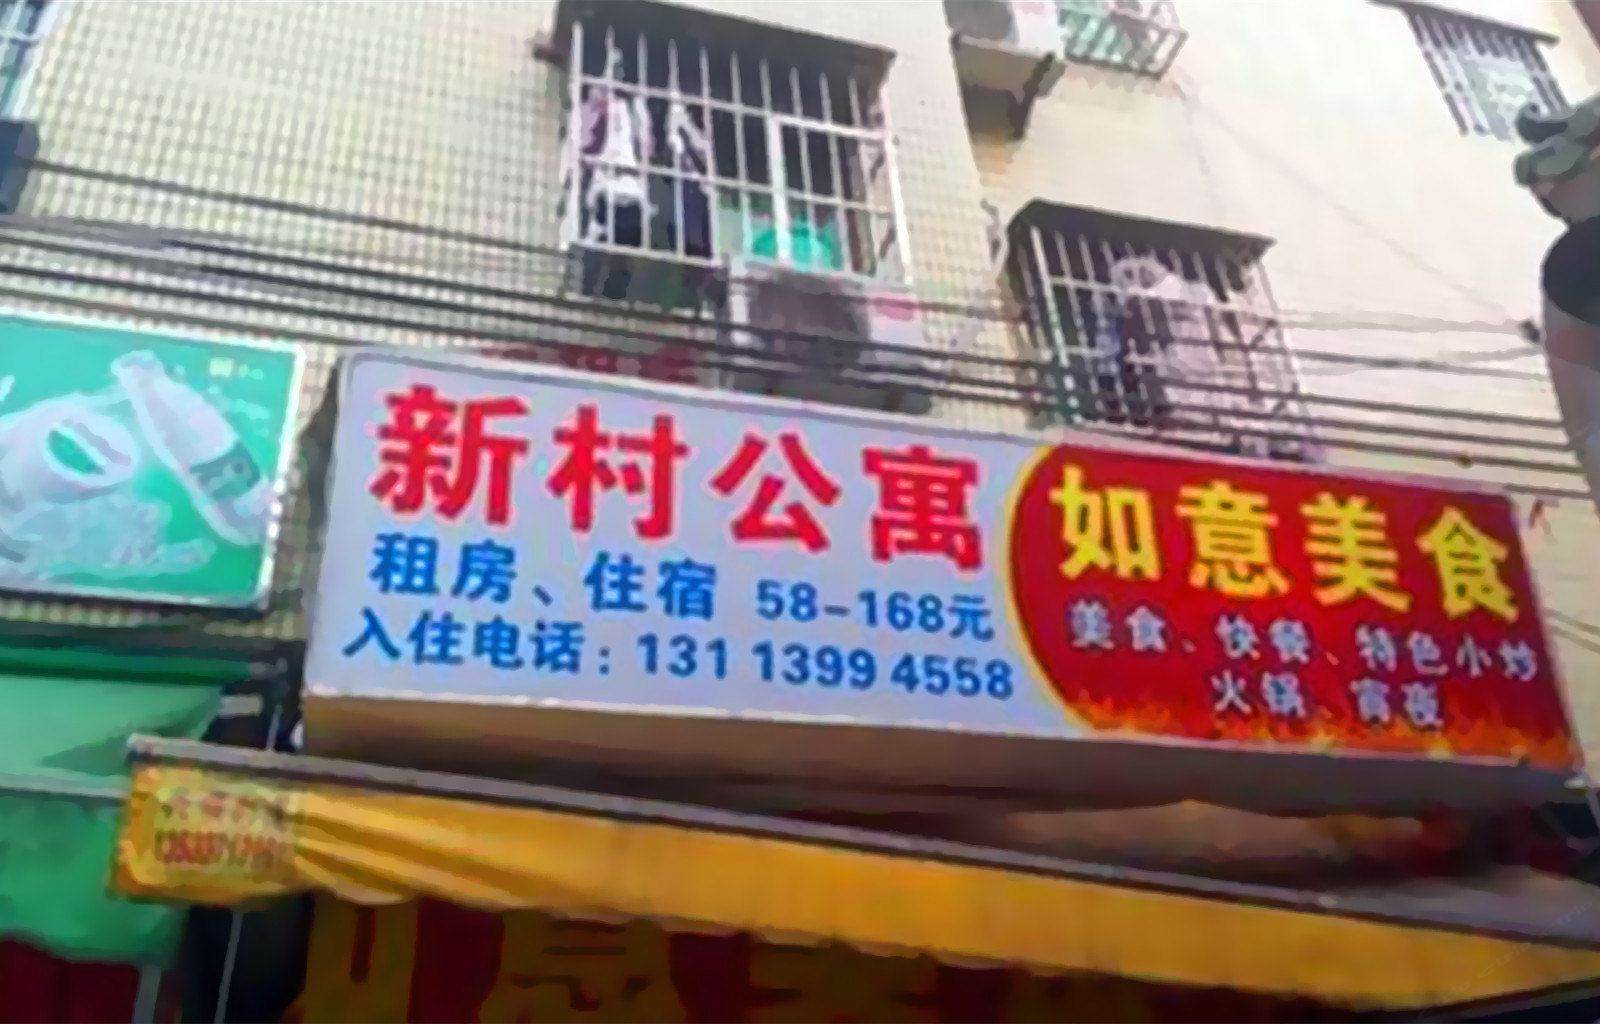 新村公寓
租房、住宿 58-168元
入住电话：131 1399 4558
如意美食
美食、快餐、特色小炒
火锅、宵夜